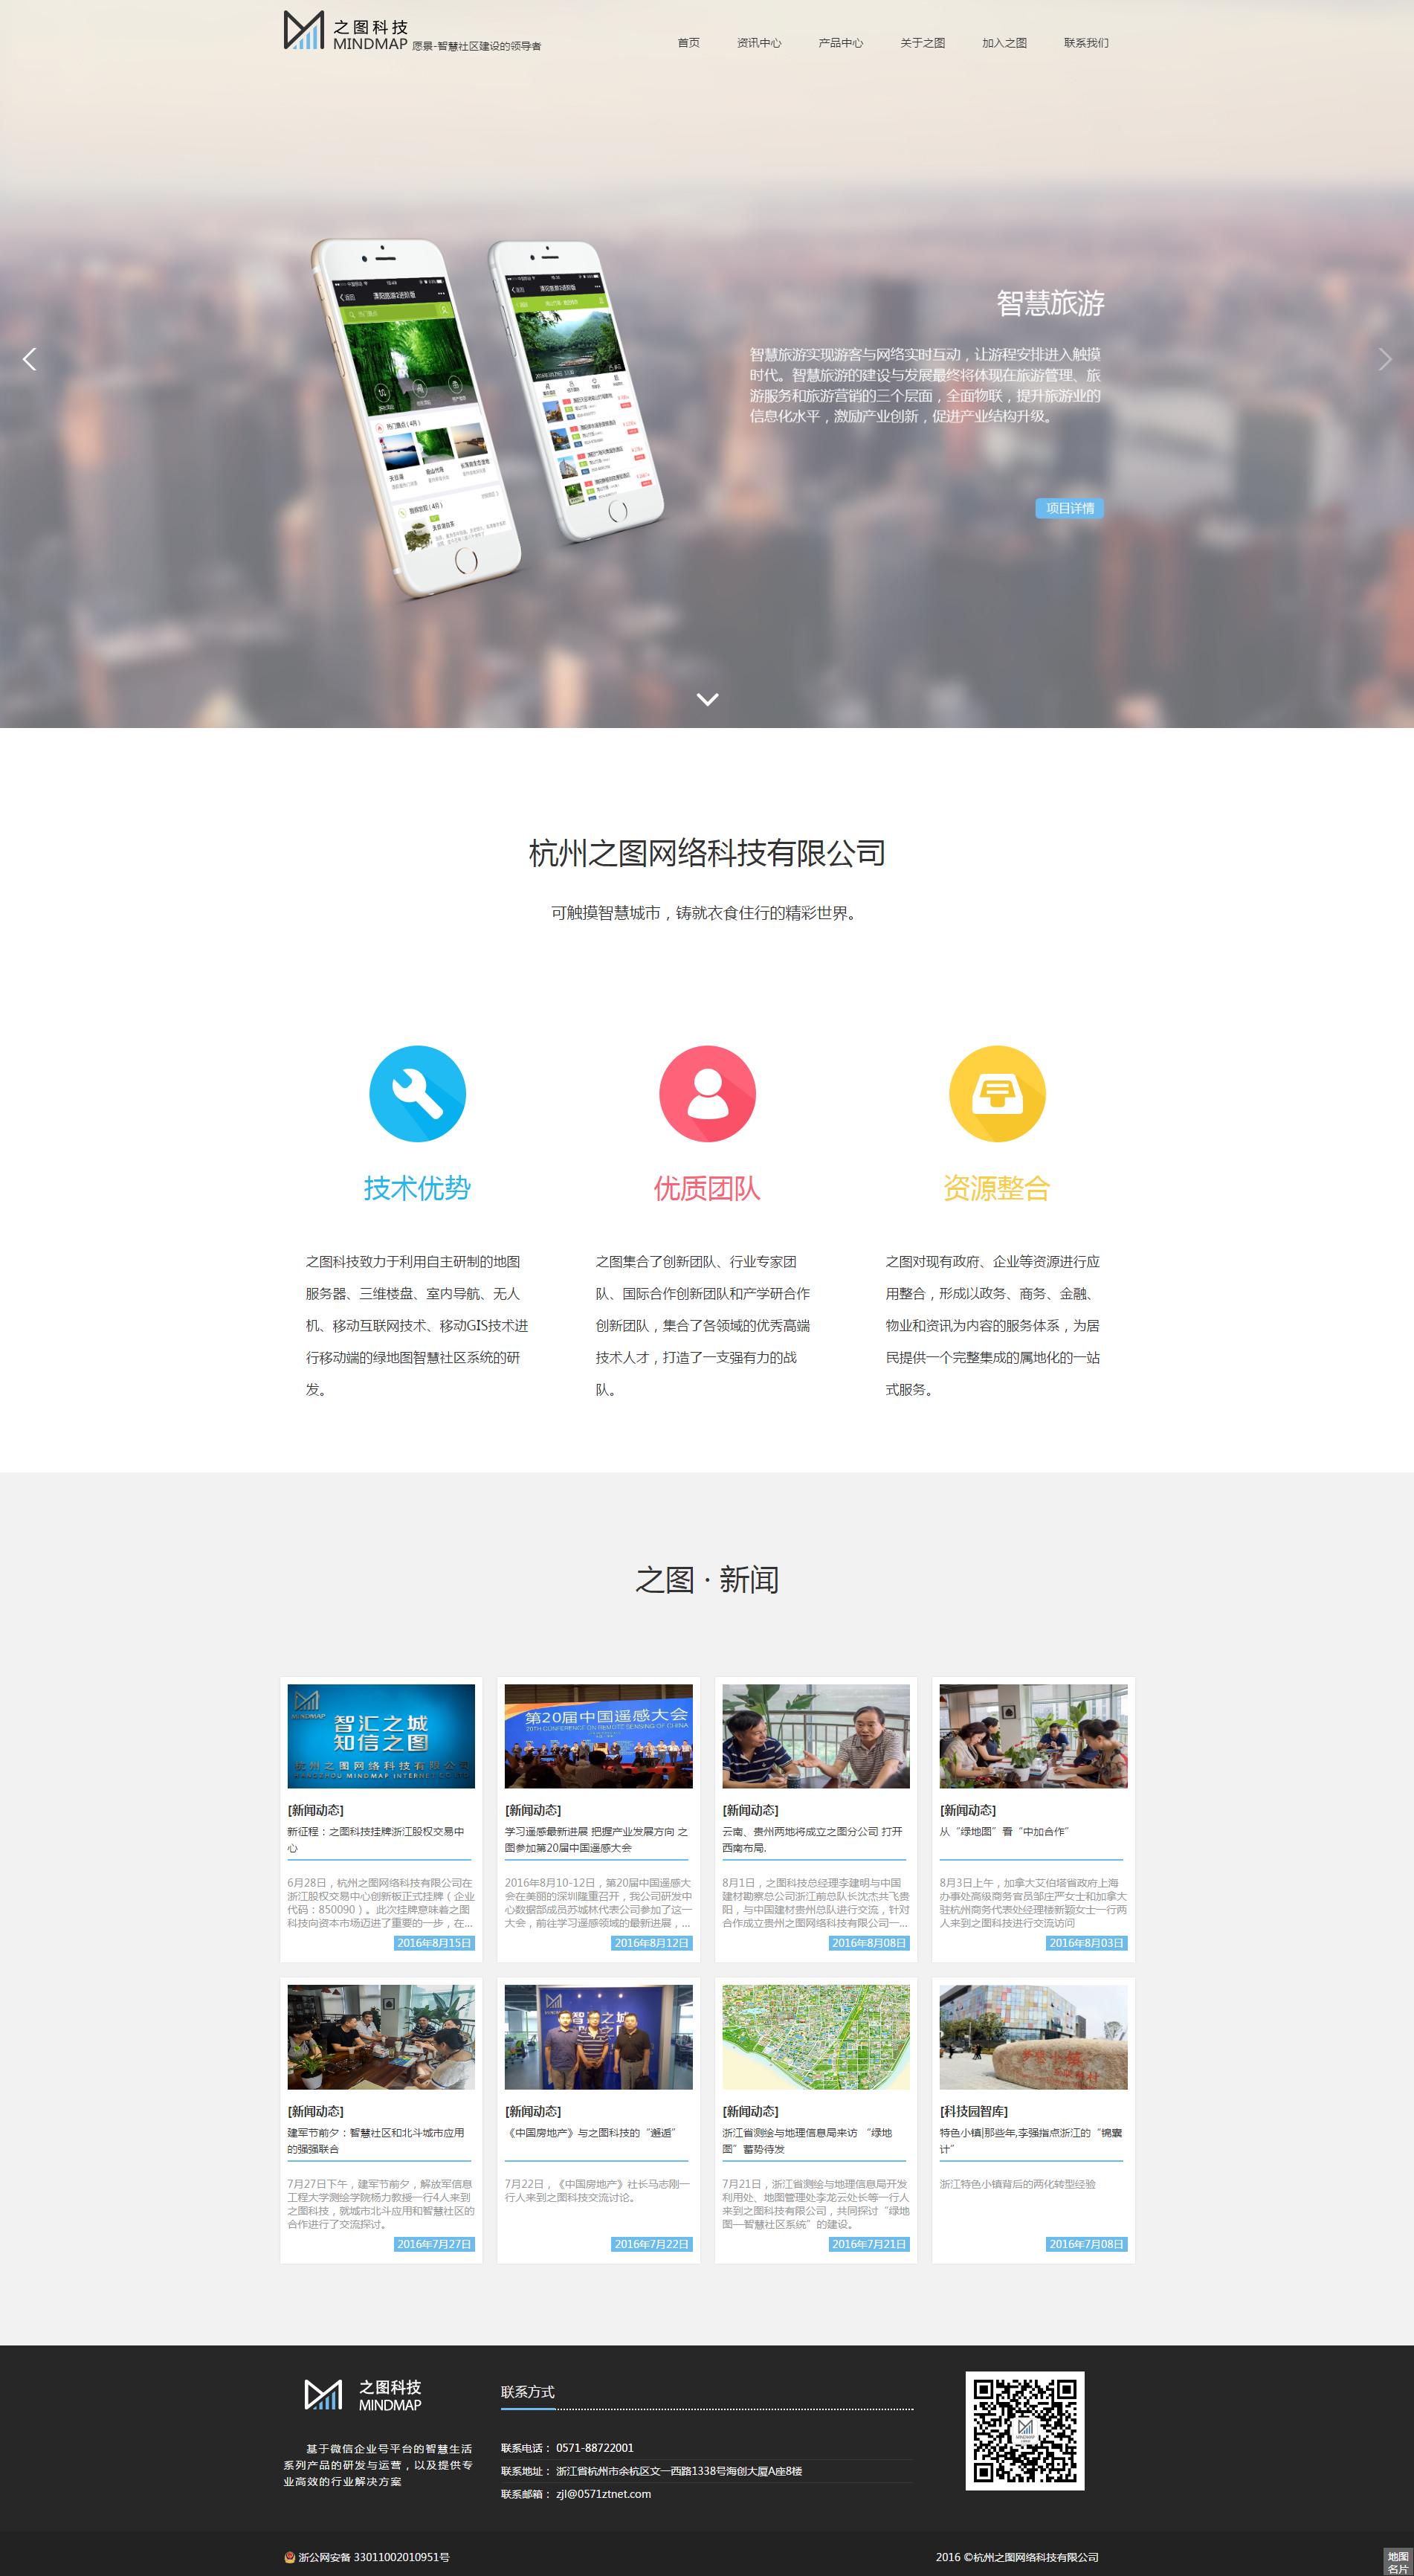 之图科技
MINDMAP 愿景-智慧社区建设的领导者
首页 资讯中心 产品中心 关于之图 加入之图 联系我们
智慧旅游
智慧旅游实现游客与网络实时互动，让游程安排进入触摸
时代。智慧旅游的建设与发展最终将体现在旅游管理、旅
游服务和旅游营销的三个层面，全面物联，提升旅游业的
信息化水平，激励产业创新，促进产业结构升级。
项目详情
杭州之图网络科技有限公司
可触摸智慧城市，铸就衣食住行的精彩世界。
技术优势
之图科技致力于利用自主研制的地图
服务器、三维楼盘、室内导航、无人
机、移动互联网技术、移动GIS技术进
行移动端的绿地图智慧社区系统的研
发。
优质团队
之图集合了创新团队、行业专家团
队、国际合作创新团队和产学研合作
创新团队，集合了各领域的优秀高端
技术人才，打造了一支强有力的战
队。
资源整合
之图对现有政府、企业等资源进行应
用整合，形成以政务、商务、金融、
物业和资讯为内容的服务体系，为居
民提供一个完整集成的属地化的一站
式服务。
之图 · 新闻
MINDMAP
智汇之城
知信之图
杭州之图网络科技有限公司
HANGZHOU MINDMAP INTERNET CO.,LTD
[新闻动态]
新征程：之图科技挂牌浙江股权交易中
心
6月28日，杭州之图网络科技有限公司在
浙江股权交易中心创新板正式挂牌（企业
代码：850090）。此次挂牌意味着之图
科技向资本市场迈进了重要的一步，在...
2016年8月15日
第20届中国遥感大会
20TH CONFERENCE ON REMOTE SENSING OF CHINA
[新闻动态]
学习遥感最新进展 把握产业发展方向 之
图参加第20届中国遥感大会
2016年8月10-12日，第20届中国遥感大
会在美丽的深圳隆重召开，我公司研发中
心数据部成员苏城林代表公司参加了这一
大会，前往学习遥感领域的最新进展，...
2016年8月12日
[新闻动态]
云南、贵州两地将成立之图分公司 打开
西南布局.
8月1日，之图科技总经理李建明与中国
建材勘察总公司浙江前总队长沈杰共飞贵
阳，与中国建材贵州总队进行交流，针对
合作成立贵州之图网络科技有限公司一...
2016年8月08日
[新闻动态]
从“绿地图”看“中加合作”
8月3日上午，加拿大艾伯塔省政府上海
办事处高级商务官员邹庄严女士和加拿大
驻杭州商务代表处经理楼新颖女士一行两
人来到之图科技进行交流访问
2016年8月03日
[新闻动态]
建军节前夕：智慧社区和北斗城市应用
的强强联合
7月27日下午，建军节前夕，解放军信息
工程大学测绘学院杨力教授一行4人来到
之图科技，就城市北斗应用和智慧社区的
合作进行了交流探讨。
2016年7月27日
[新闻动态]
《中国房地产》与之图科技的“邂逅”
7月22日，《中国房地产》社长马志刚一
行人来到之图科技交流讨论。
2016年7月22日
[新闻动态]
浙江省测绘与地理信息局来访 “绿地
图”蓄势待发
7月21日，浙江省测绘与地理信息局开发
利用处、地图管理处李龙云处长等一行人
来到之图科技有限公司，共同探讨“绿地
图—智慧社区系统”的建设。
2016年7月21日
[科技园智库]
特色小镇|那些年,李强指点浙江的“锦囊
计”
浙江特色小镇背后的两化转型经验
2016年7月08日
之图科技
MINDMAP
基于微信企业号平台的智慧生活
系列产品的研发与运营，以及提供专
业高效的行业解决方案
联系方式
联系电话： 0571-88722001
联系地址： 浙江省杭州市余杭区文一西路1338号海创大厦A座8楼
联系邮箱： zjl@0571ztnet.com
浙公网安备 33011002010951号
2016 ©杭州之图网络科技有限公司
地图
名片